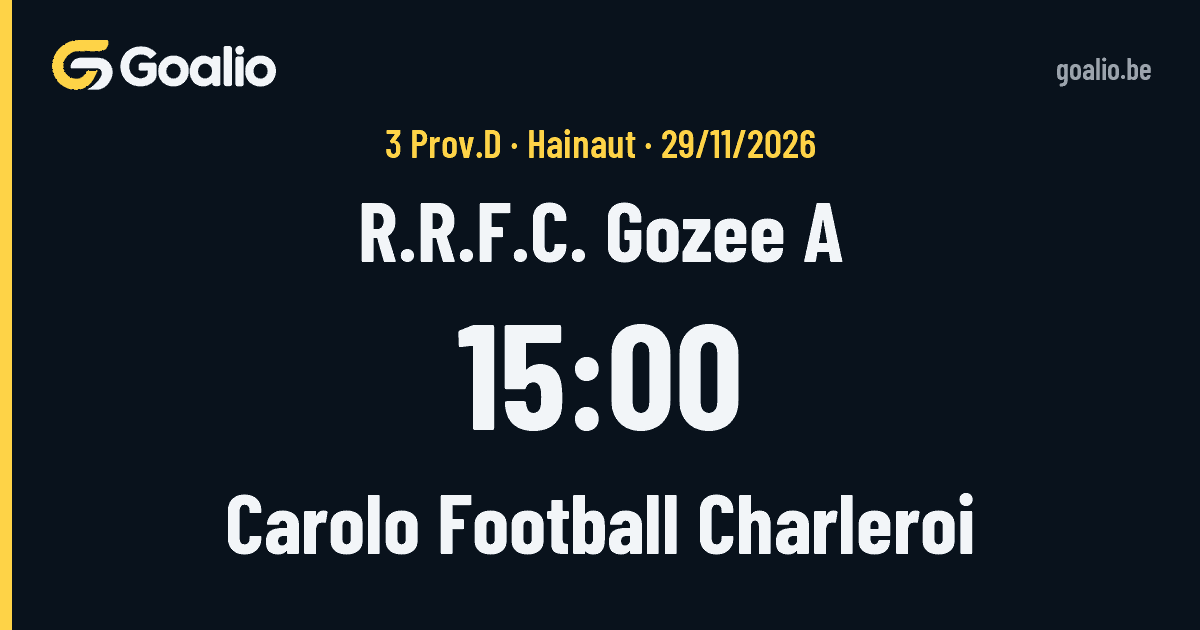 Goalio
goalio.be
3 Prov.D · Hainaut · 29/11/2026
R.R.F.C. Gozee A
15:00
Carolo Football Charleroi